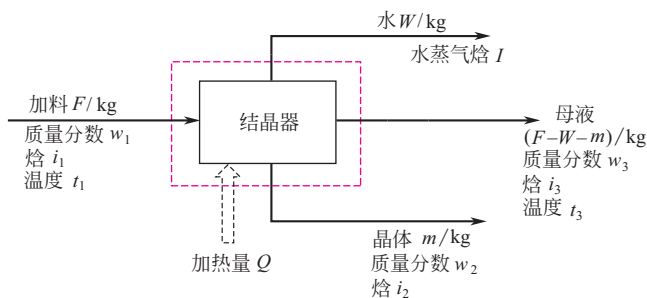 水W/kg
水蒸气焓 I
加料F/kg
质量分数 w₁
焓 i₁
温度 t₁
结晶器
母液
(F−W−m)/kg
质量分数 w₃
焓 i₃
温度 t₃
加热量 Q
晶体 m/kg
质量分数 w₂
焓 i₂